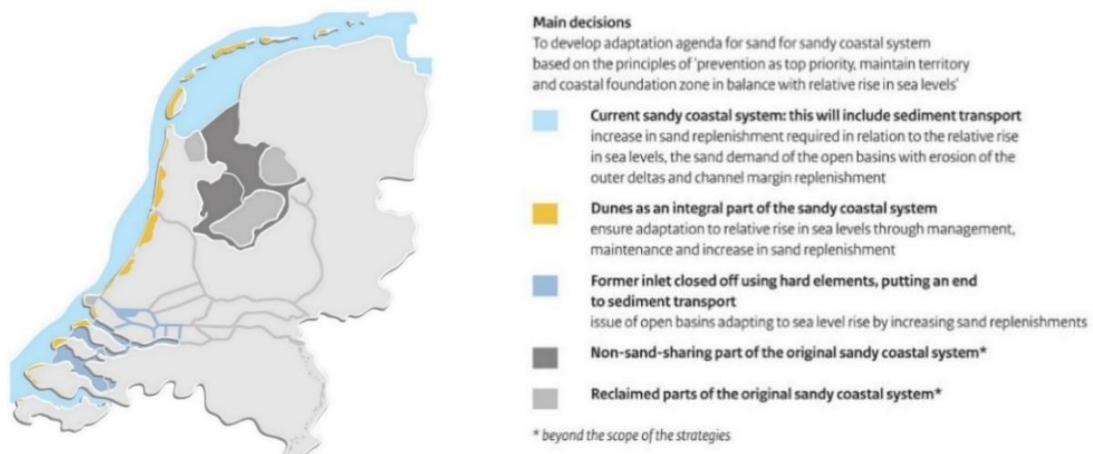 Main decisions
To develop adaptation agenda for sand for sandy coastal system
based on the principles of 'prevention as top priority, maintain territory
and coastal foundation zone in balance with relative rise in sea levels'
Current sandy coastal system: this will include sediment transport
increase in sand replenishment required in relation to the relative rise
in sea levels, the sand demand of the open basins with erosion of the
outer deltas and channel margin replenishment
Dunes as an integral part of the sandy coastal system
ensure adaptation to relative rise in sea levels through management,
maintenance and increase in sand replenishment
Former inlet closed off using hard elements, putting an end
to sediment transport
issue of open basins adapting to sea level rise by increasing sand replenishments
Non-sand-sharing part of the original sandy coastal system*
Reclaimed parts of the original sandy coastal system*
* beyond the scope of the strategies